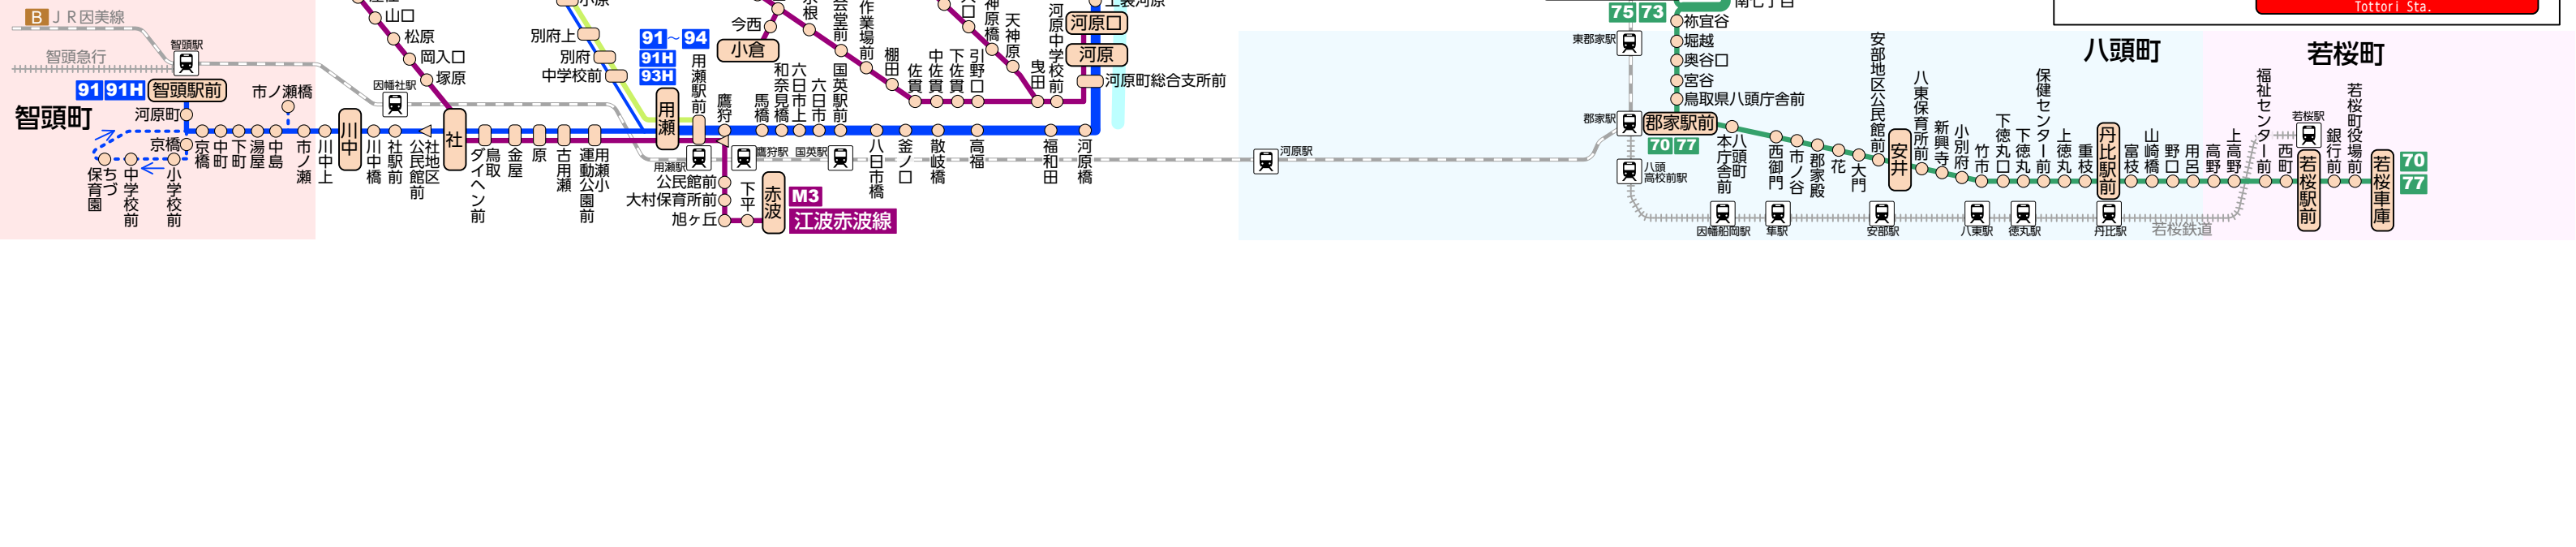 B JR因美線
智頭急行
智頭駅
91 91H 智頭駅前
智頭町
河原町
京橋
市ノ瀬橋
ちづ保育園
中学校前
小学校前
京橋
中町
下町
湯屋
中島
市ノ瀬
川中上
川中
川中橋
社駅前
社地区公民館前
社
因幡社駅
山口
松原
岡入口
塚原
鳥取ダイヘン前
金屋
原
古用瀬
用瀬小運動公園前
別府上
別府
中学校前
91～94
91H
93H
用瀬
用瀬駅前
用瀬駅
鷹狩
鷹狩駅
国英駅
公民館前
大村保育所前
旭ヶ丘
下平
赤波
M3
江波赤波線
今西
小倉
馬橋
和奈見橋
六日市上
六日市
国英駅前
作業場前
棚田
佐貫
中佐貫
下佐貫
引野口
神原橋
天神原
曳田
河原中学校前
河原口
河原
河原町総合支所前
八日市橋
釜ノ口
散岐橋
高福
福和田
河原橋
河原駅
75 73
南七丁目
祢宜谷
堀越
奥谷口
宮谷
鳥取県八頭庁舎前
東郡家駅
郡家駅
郡家駅前
70 77
八頭高校前駅
八頭町本庁舎前
西御門
市ノ谷
郡家殿
花
大門
安部地区公民館前
安井
八東保育所前
新興寺
小別府
竹市
下徳丸口
下徳丸
保健センター前
上徳丸
重枝
丹比駅前
富枝
山崎橋
野口
用呂
高野
上高野
福祉センター前
西町
若桜駅
若桜駅前
銀行前
若桜町役場前
若桜車庫
70
77
八頭町
若桜町
因幡船岡駅
隼駅
安部駅
八東駅
徳丸駅
丹比駅
若桜鉄道
Tottori Sta.